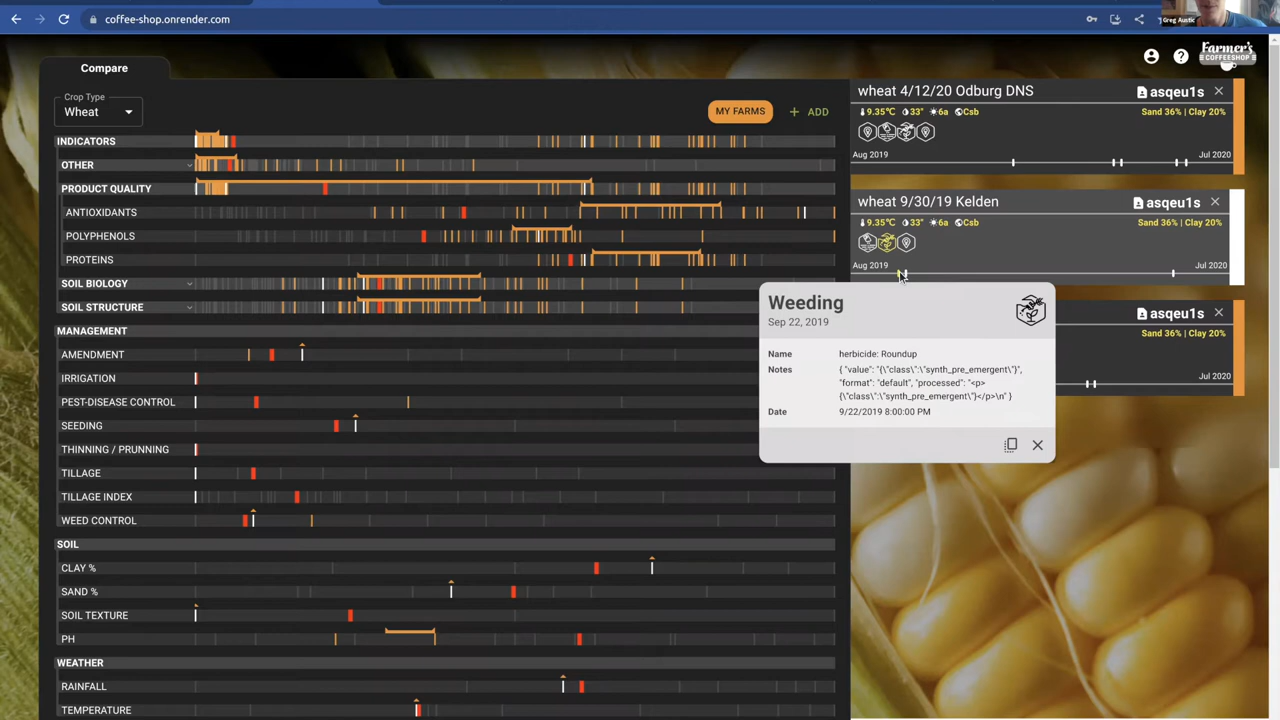 coffee-shop.onrender.com
Greg Austic
Compare
Farmer's
COFFEESHOP
Crop Type
Wheat
MY FARMS
+ ADD
INDICATORS
OTHER
PRODUCT QUALITY
ANTIOXIDANTS
POLYPHENOLS
PROTEINS
SOIL BIOLOGY
SOIL STRUCTURE
MANAGEMENT
AMENDMENT
IRRIGATION
PEST-DISEASE CONTROL
SEEDING
THINNING / PRUNNING
TILLAGE
TILLAGE INDEX
WEED CONTROL
SOIL
CLAY %
SAND %
SOIL TEXTURE
PH
WEATHER
RAINFALL
TEMPERATURE
wheat 4/12/20 Odburg DNS asqeu1s
9.35℃ 33" 6a Csb Sand 36% | Clay 20%
Aug 2019 Jul 2020
wheat 9/30/19 Kelden asqeu1s
9.35℃ 33" 6a Csb Sand 36% | Clay 20%
Aug 2019 Jul 2020
asqeu1s
Sand 36% | Clay 20%
Jul 2020
Weeding
Sep 22, 2019
Name herbicide: Roundup
Notes { "value": "{\"class\":\"synth_pre_emergent\"}",
"format": "default", "processed": "<p>
{\"class\":\"synth_pre_emergent\"}</p>\n" }
Date 9/22/2019 8:00:00 PM